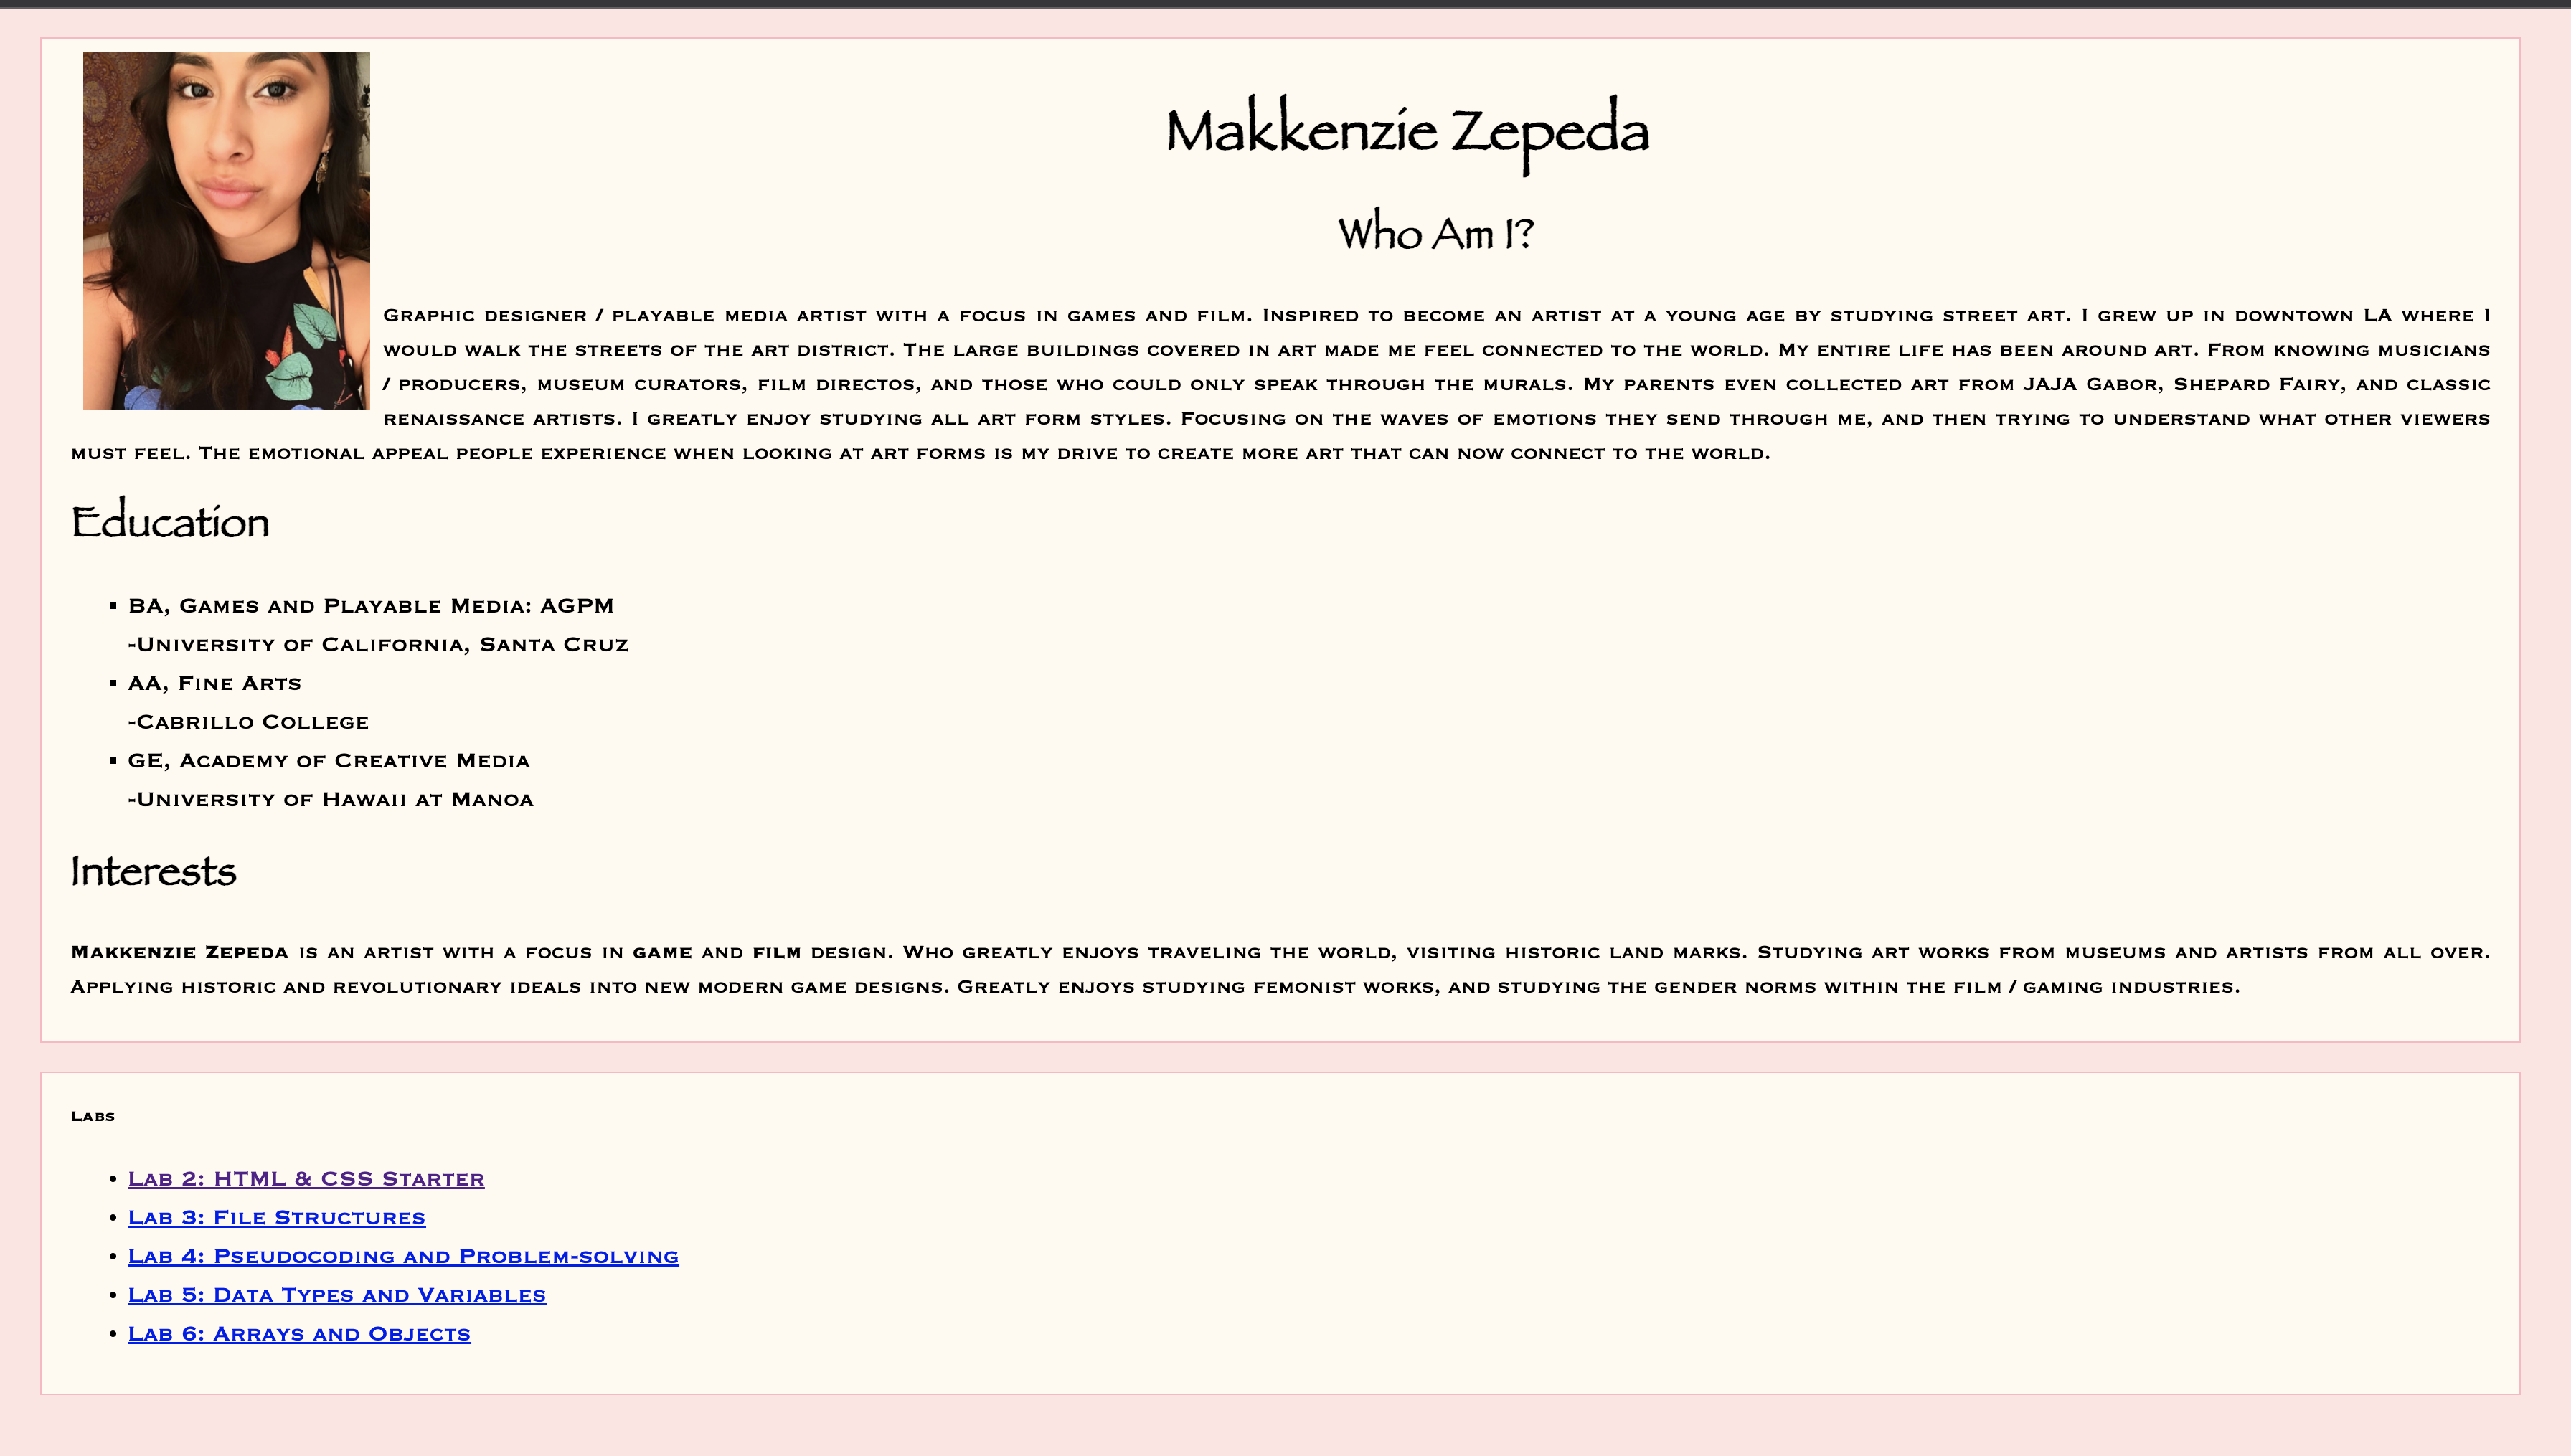 Makkenzie Zepeda
Who Am I?
Graphic designer / playable media artist with a focus in games and film. Inspired to become an artist at a young age by studying street art. I grew up in downtown LA where I
would walk the streets of the art district. The large buildings covered in art made me feel connected to the world. My entire life has been around art. From knowing musicians
/ producers, museum curators, film directos, and those who could only speak through the murals. My parents even collected art from JAJA Gabor, Shepard Fairy, and classic
renaissance artists. I greatly enjoy studying all art form styles. Focusing on the waves of emotions they send through me, and then trying to understand what other viewers
must feel. The emotional appeal people experience when looking at art forms is my drive to create more art that can now connect to the world.
Education
▪ BA, Games and Playable Media: AGPM
-University of California, Santa Cruz
▪ AA, Fine Arts
-Cabrillo College
▪ GE, Academy of Creative Media
-University of Hawaii at Manoa
Interests
Makkenzie Zepeda is an artist with a focus in game and film design. Who greatly enjoys traveling the world, visiting historic land marks. Studying art works from museums and artists from all over.
Applying historic and revolutionary ideals into new modern game designs. Greatly enjoys studying femonist works, and studying the gender norms within the film / gaming industries.
Labs
• Lab 2: HTML & CSS Starter
• Lab 3: File Structures
• Lab 4: Pseudocoding and Problem-solving
• Lab 5: Data Types and Variables
• Lab 6: Arrays and Objects